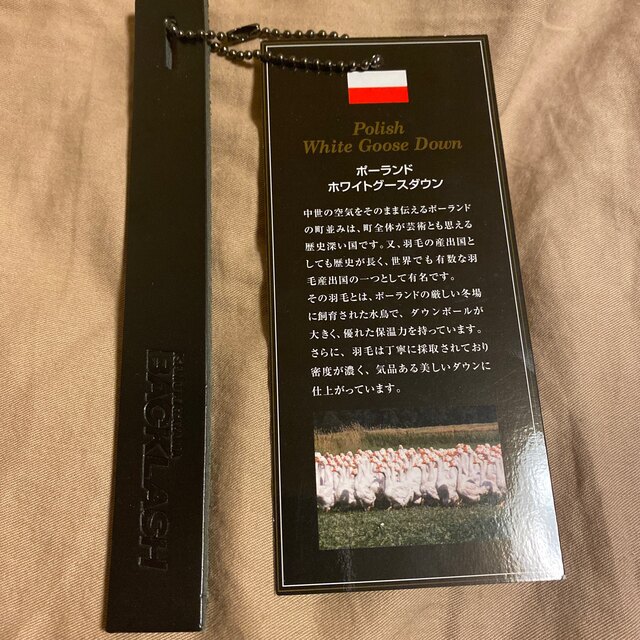 BACKLASH
Polish
White Goose Down
ポーランド
ホワイトグースダウン
中世の空気をそのまま伝えるポーランド
の町並みは、町全体が芸術とも思える
歴史深い国です。又、羽毛の産出国と
しても歴史が長く、世界でも有数な羽
毛産出国の一つとして有名です。
その羽毛とは、ポーランドの厳しい冬場
に飼育された水鳥で、ダウンボールが
大きく、優れた保温力を持っています。
さらに、羽毛は丁寧に採取されており
密度が濃く、気品ある美しいダウンに
仕上がっています。